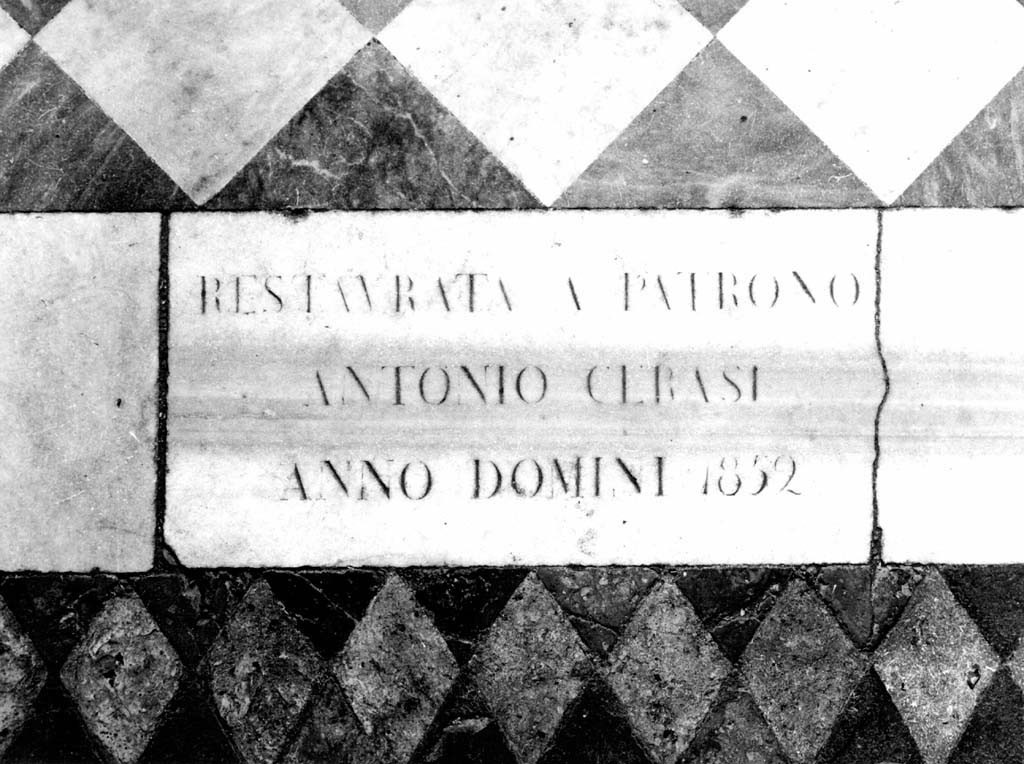 RESTAVRATA A PATRONO
ANTONIO CERASI
ANNO DOMINI 1852